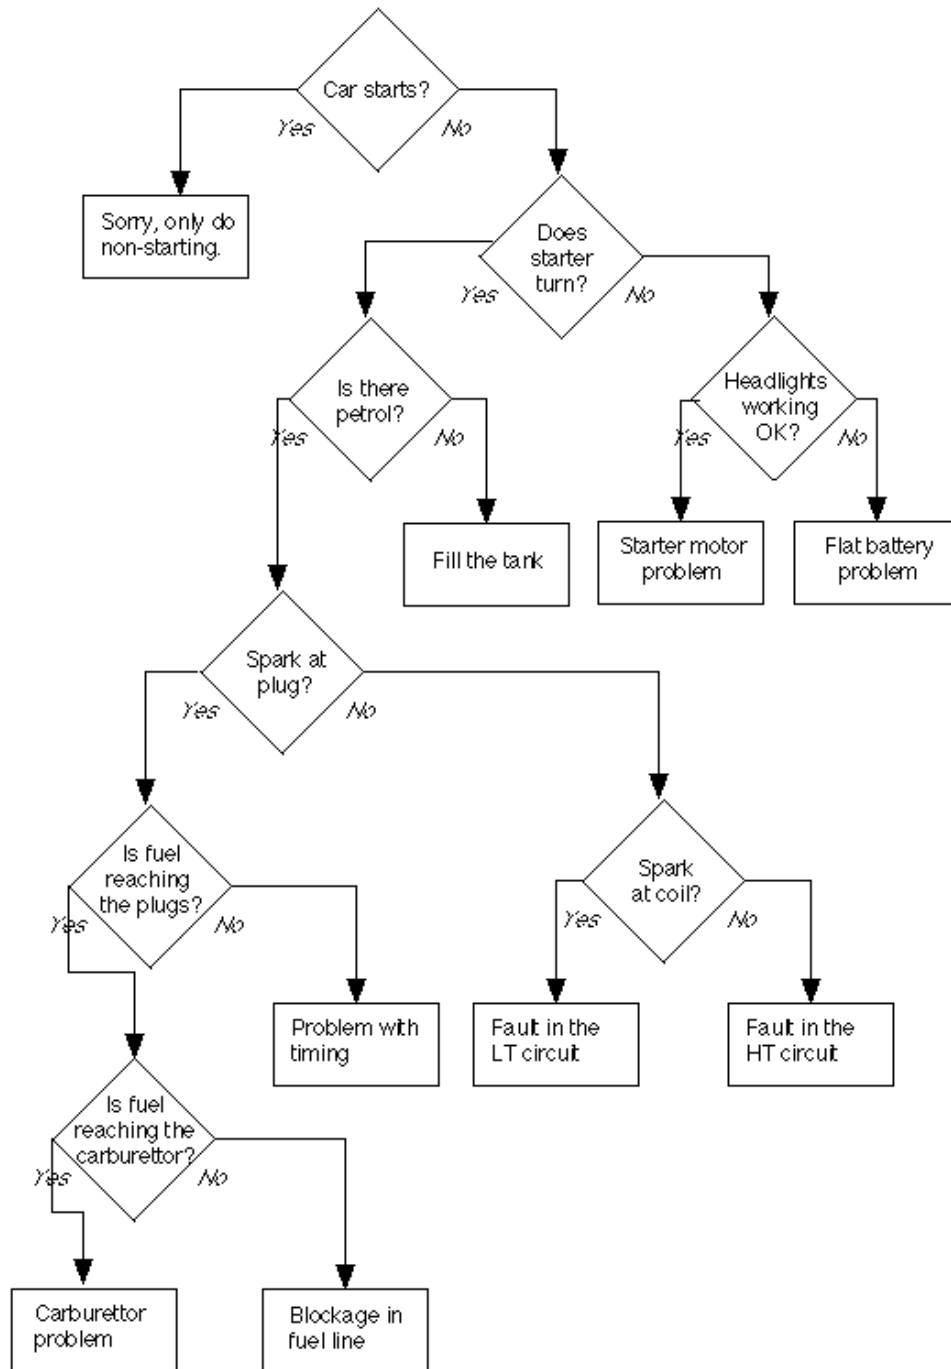 Car starts?
Yes
No
Sorry, only do
non-starting.
Does
starter
turn?
Yes
No
Is there
petrol?
Yes
No
Headlights
working
OK?
Yes
No
Fill the tank
Starter motor
problem
Flat battery
problem
Spark at
plug?
Yes
No
Is fuel
reaching
the plugs?
Yes
No
Spark
at coil?
Yes
No
Problem with
timing
Fault in the
LT circuit
Fault in the
HT circuit
Is fuel
reaching the
carburettor?
Yes
No
Carburettor
problem
Blockage in
fuel line